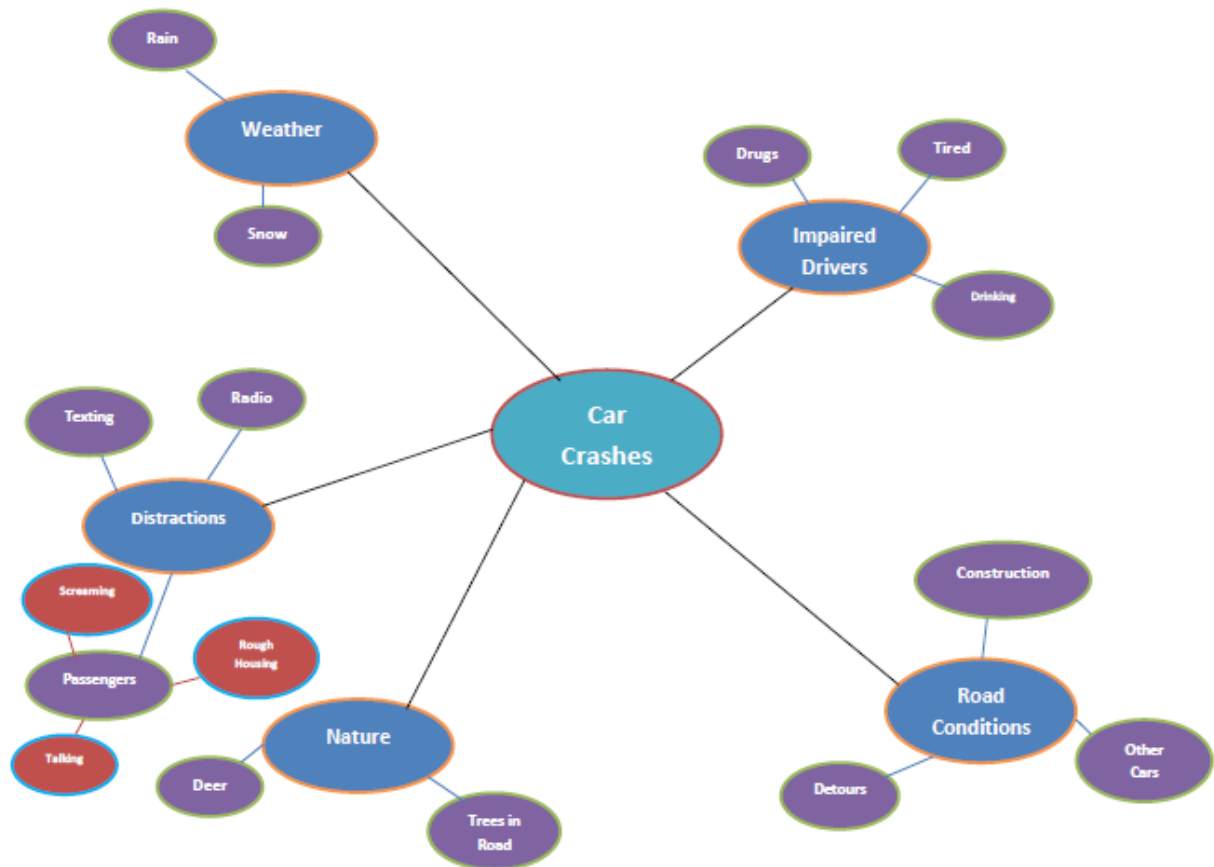 Rain
Weather
Snow
Drugs
Tired
Impaired
Drivers
Drinking
Car
Crashes
Texting
Radio
Distractions
Screaming
Rough
Housing
Passengers
Talking
Nature
Deer
Trees in
Road
Construction
Road
Conditions
Other
Cars
Detours